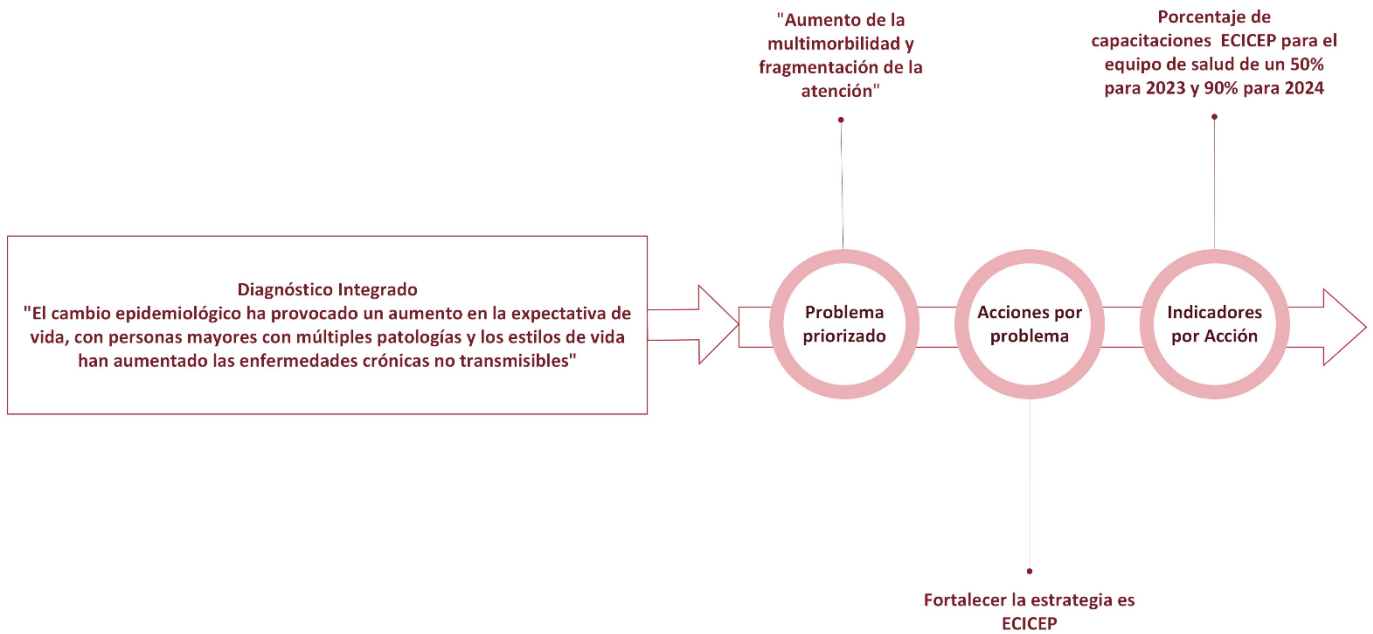 "Aumento de la
multimorbilidad y
fragmentación de la
atención"
Porcentaje de
capacitaciones ECICEP para el
equipo de salud de un 50%
para 2023 y 90% para 2024
Diagnóstico Integrado
"El cambio epidemiológico ha provocado un aumento en la expectativa de
vida, con personas mayores con múltiples patologías y los estilos de vida
han aumentado las enfermedades crónicas no transmisibles"
Problema
priorizado
Acciones por
problema
Indicadores
por Acción
Fortalecer la estrategia es
ECICEP